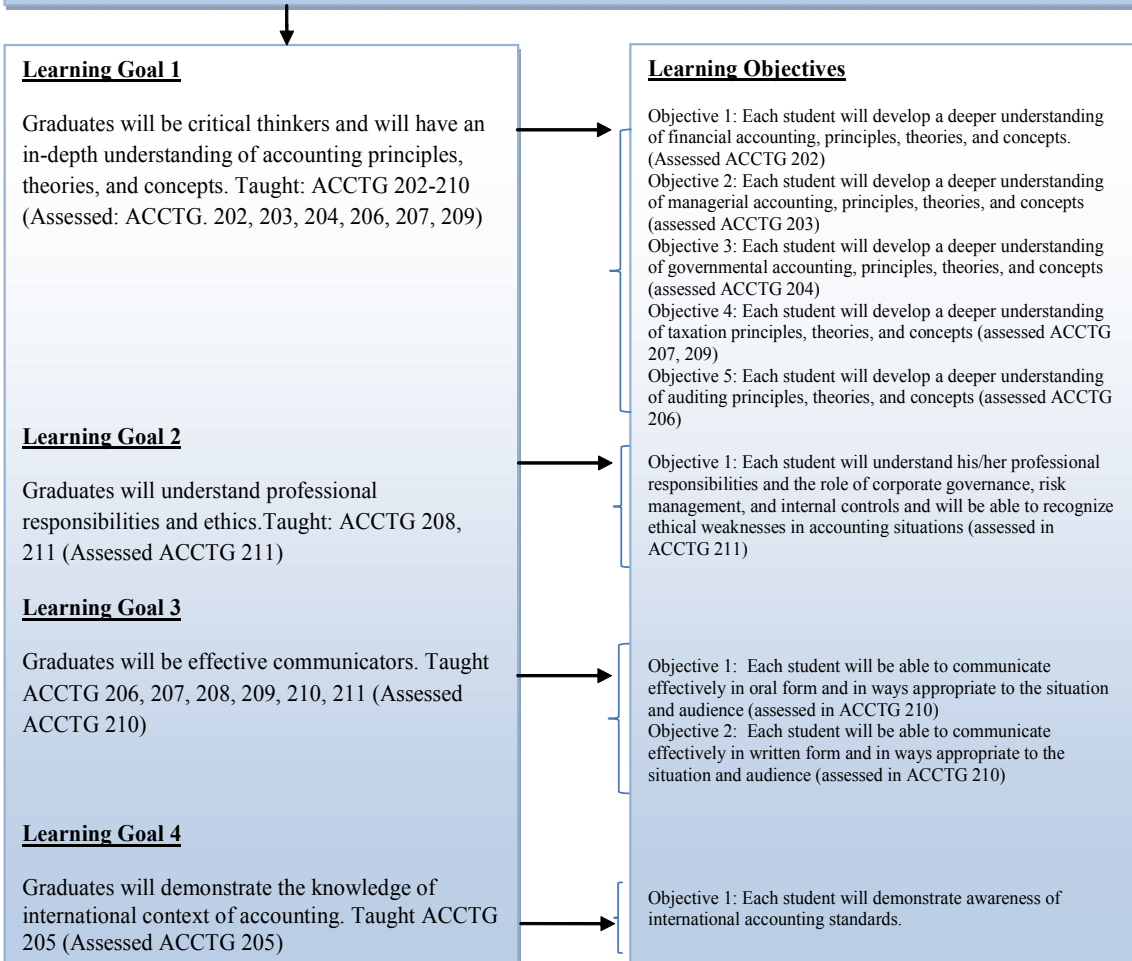 Learning Goal 1
Graduates will be critical thinkers and will have an
in-depth understanding of accounting principles,
theories, and concepts. Taught: ACCTG 202-210
(Assessed: ACCTG. 202, 203, 204, 206, 207, 209)
Learning Goal 2
Graduates will understand professional
responsibilities and ethics.Taught: ACCTG 208,
211 (Assessed ACCTG 211)
Learning Goal 3
Graduates will be effective communicators. Taught
ACCTG 206, 207, 208, 209, 210, 211 (Assessed
ACCTG 210)
Learning Goal 4
Graduates will demonstrate the knowledge of
international context of accounting. Taught ACCTG
205 (Assessed ACCTG 205)
Learning Objectives
Objective 1: Each student will develop a deeper understanding
of financial accounting, principles, theories, and concepts.
(Assessed ACCTG 202)
Objective 2: Each student will develop a deeper understanding
of managerial accounting, principles, theories, and concepts
(assessed ACCTG 203)
Objective 3: Each student will develop a deeper understanding
of governmental accounting, principles, theories, and concepts
(assessed ACCTG 204)
Objective 4: Each student will develop a deeper understanding
of taxation principles, theories, and concepts (assessed ACCTG
207, 209)
Objective 5: Each student will develop a deeper understanding
of auditing principles, theories, and concepts (assessed ACCTG
206)
Objective 1: Each student will understand his/her professional
responsibilities and the role of corporate governance, risk
management, and internal controls and will be able to recognize
ethical weaknesses in accounting situations (assessed in
ACCTG 211)
Objective 1:  Each student will be able to communicate
effectively in oral form and in ways appropriate to the situation
and audience (assessed in ACCTG 210)
Objective 2:  Each student will be able to communicate
effectively in written form and in ways appropriate to the
situation and audience (assessed in ACCTG 210)
Objective 1: Each student will demonstrate awareness of
international accounting standards.